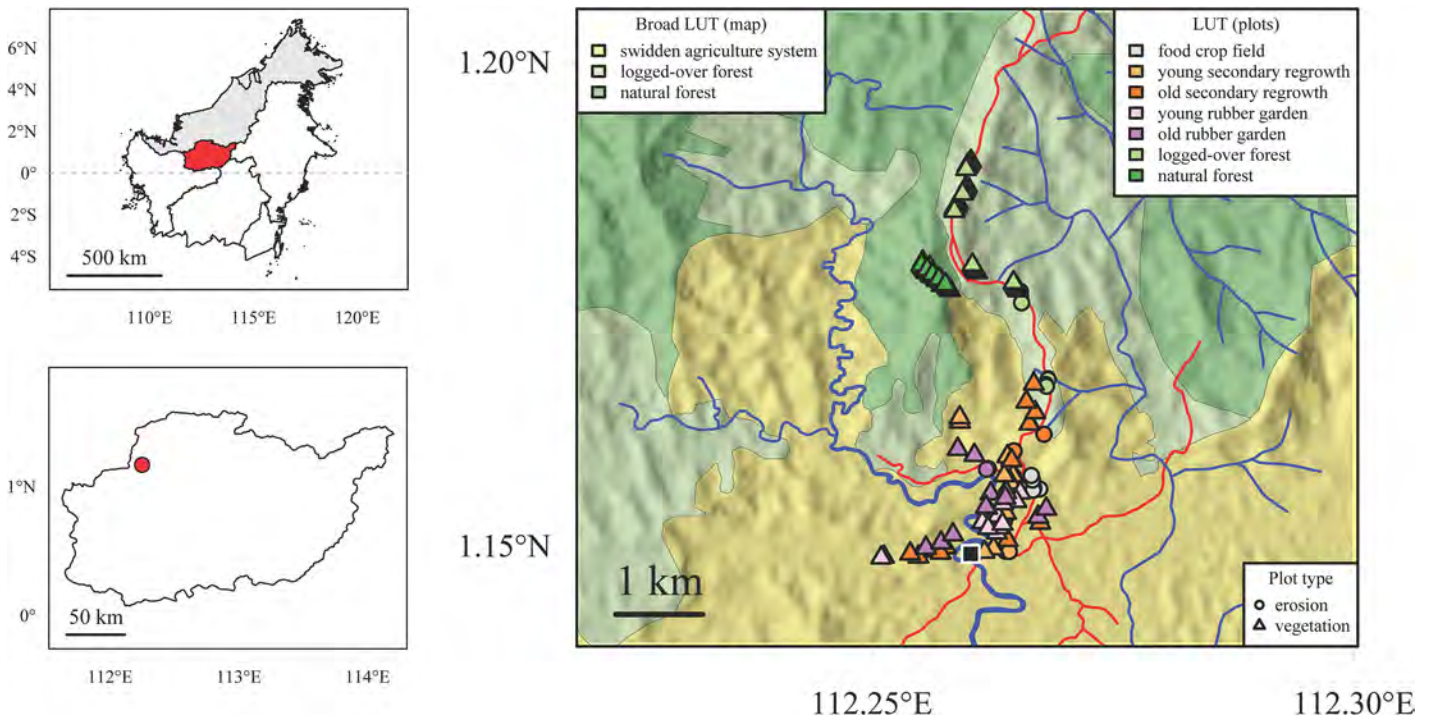 6°N
4°N
2°N
0°
2°S
4°S
500 km
110°E
115°E
120°E
1°N
0°
50 km
112°E
113°E
114°E
1.20°N
1.15°N
Broad LUT (map)
swidden agriculture system
logged-over forest
natural forest
LUT (plots)
food crop field
young secondary regrowth
old secondary regrowth
young rubber garden
old rubber garden
logged-over forest
natural forest
1 km
Plot type
erosion
vegetation
112.25°E
112.30°E